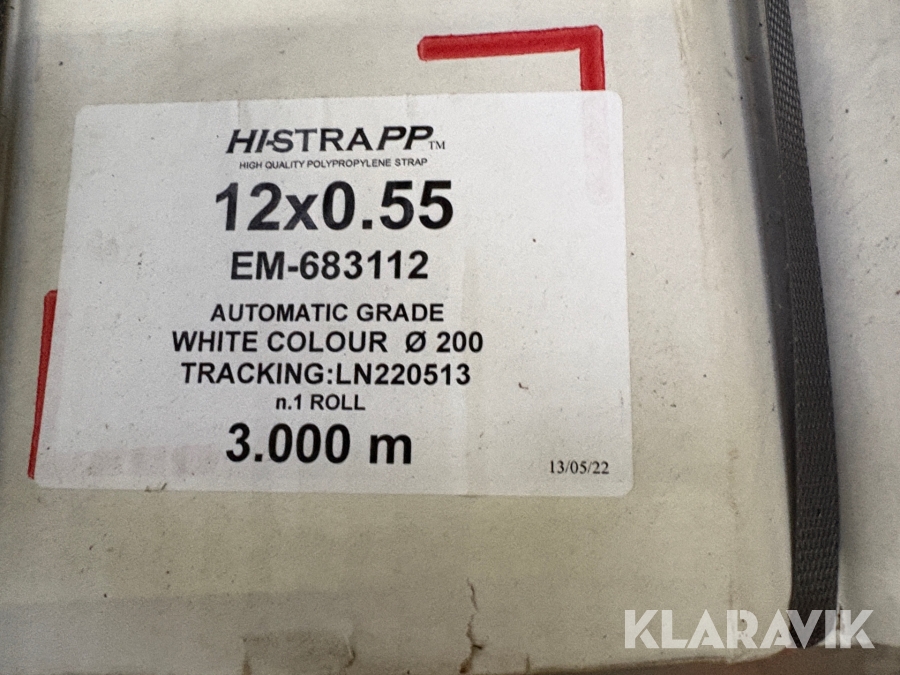 HI-STRAPP™
HIGH QUALITY POLYPROPYLENE STRAP
12x0.55
EM-683112
AUTOMATIC GRADE
WHITE COLOUR Ø 200
TRACKING:LN220513
n.1 ROLL
3.000 m
13/05/22
KLARAVIK